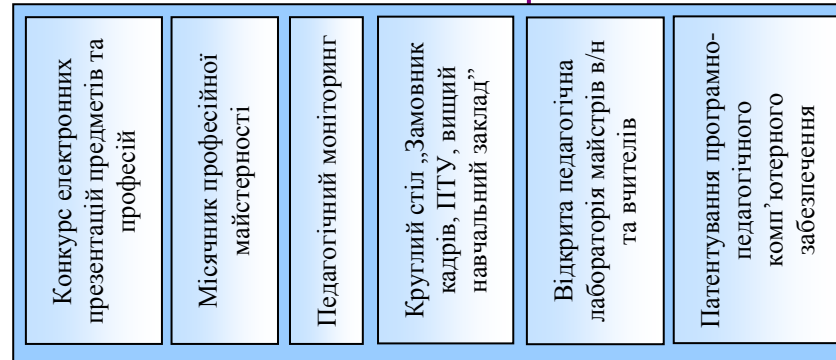 Конкурс електронних
презентацій предметів та
професій
Місячник професійної
майстерності
Педагогічний моніторинг
Круглий стіл „Замовник
кадрів, ПТУ, вищий
навчальний заклад”
Відкрита педагогічна
лабораторія майстрів в/н
та вчителів
Патентування програмно-
педагогічного
комп’ютерного
забезпечення